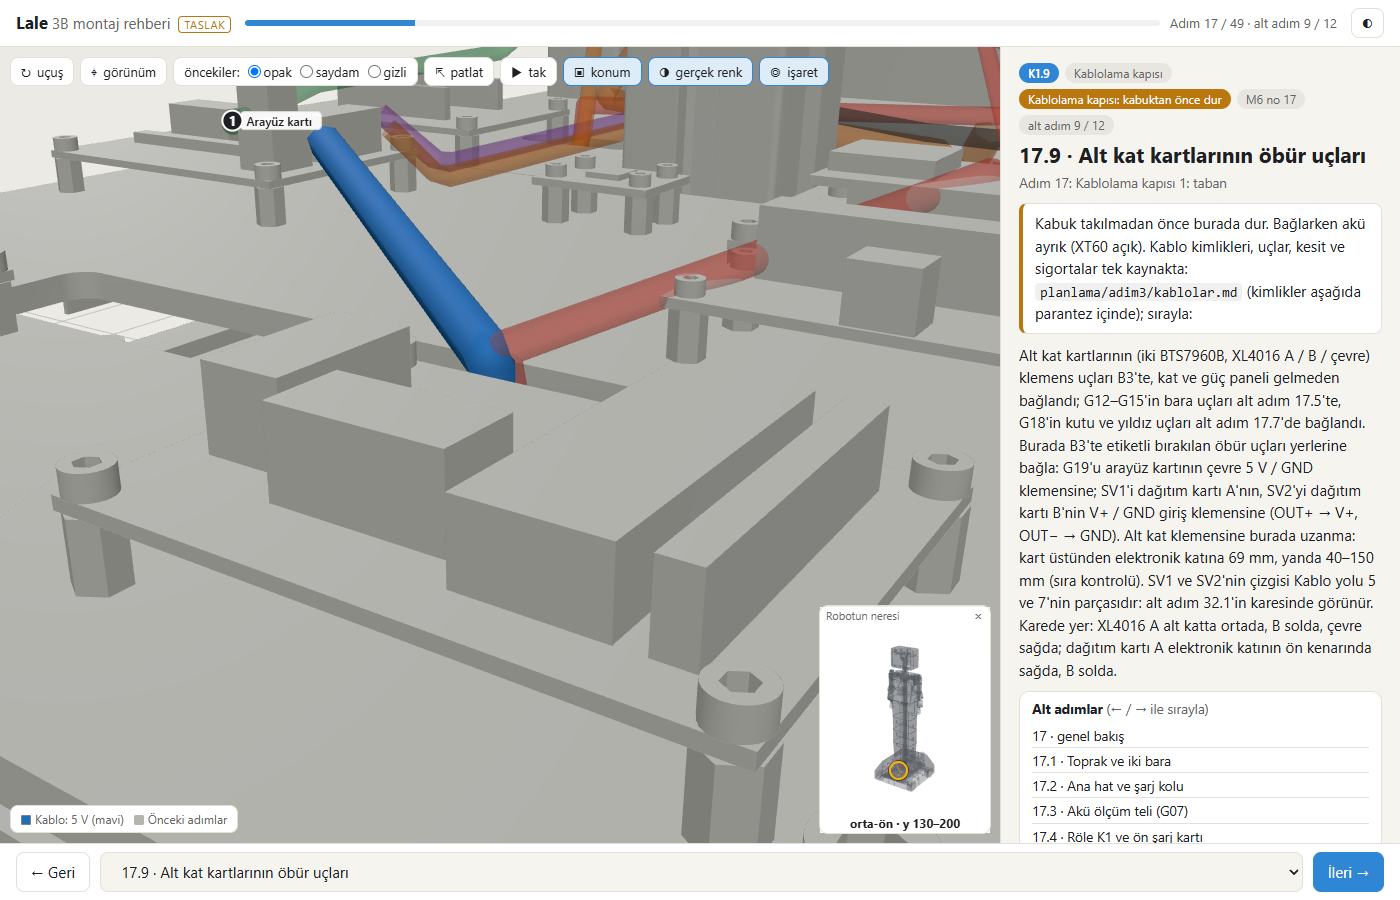 Lale 3B montaj rehberi TASLAK
Adım 17 / 49 · alt adım 9 / 12
◐
↻ uçuş
⌖ görünüm
öncekiler: opak saydam gizli
⇱ patlat
▶ tak
▣ konum
◑ gerçek renk
◎ işaret
1 Arayüz kartı
Robotun neresi ×
orta-ön · y 130–200
Kablo: 5 V (mavi) Önceki adımlar
K1.9 Kablolama kapısı
Kablolama kapısı: kabuktan önce dur M6 no 17
alt adım 9 / 12
17.9 · Alt kat kartlarının öbür uçları
Adım 17: Kablolama kapısı 1: taban
Kabuk takılmadan önce burada dur. Bağlarken akü
ayrık (XT60 açık). Kablo kimlikleri, uçlar, kesit ve
sigortalar tek kaynakta:
planlama/adim3/kablolar.md (kimlikler aşağıda
parantez içinde); sırayla:
Alt kat kartlarının (iki BTS7960B, XL4016 A / B / çevre)
klemens uçları B3'te, kat ve güç paneli gelmeden
bağlandı; G12–G15'in bara uçları alt adım 17.5'te,
G18'in kutu ve yıldız uçları alt adım 17.7'de bağlandı.
Burada B3'te etiketli bırakılan öbür uçları yerlerine
bağla: G19'u arayüz kartının çevre 5 V / GND
klemensine; SV1'i dağıtım kartı A'nın, SV2'yi dağıtım
kartı B'nin V+ / GND giriş klemensine (OUT+ → V+,
OUT− → GND). Alt kat klemensine burada uzanma:
kart üstünden elektronik katına 69 mm, yanda 40–150
mm (sıra kontrolü). SV1 ve SV2'nin çizgisi Kablo yolu 5
ve 7'nin parçasıdır: alt adım 32.1'in karesinde görünür.
Karede yer: XL4016 A alt katta ortada, B solda, çevre
sağda; dağıtım kartı A elektronik katının ön kenarında
sağda, B solda.
Alt adımlar (← / → ile sırayla)
17 · genel bakış
17.1 · Toprak ve iki bara
17.2 · Ana hat ve şarj kolu
17.3 · Akü ölçüm teli (G07)
17.4 · Röle K1 ve ön şarj kartı
← Geri
17.9 · Alt kat kartlarının öbür uçları
İleri →